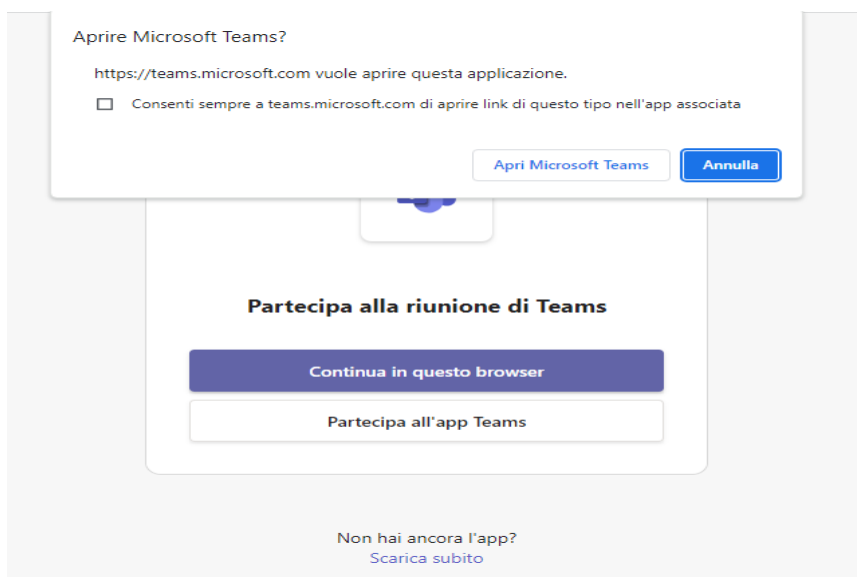 Aprire Microsoft Teams?
https://teams.microsoft.com vuole aprire questa applicazione.
Consenti sempre a teams.microsoft.com di aprire link di questo tipo nell'app associata
Apri Microsoft Teams
Annulla
Partecipa alla riunione di Teams
Continua in questo browser
Partecipa all'app Teams
Non hai ancora l'app?
Scarica subito